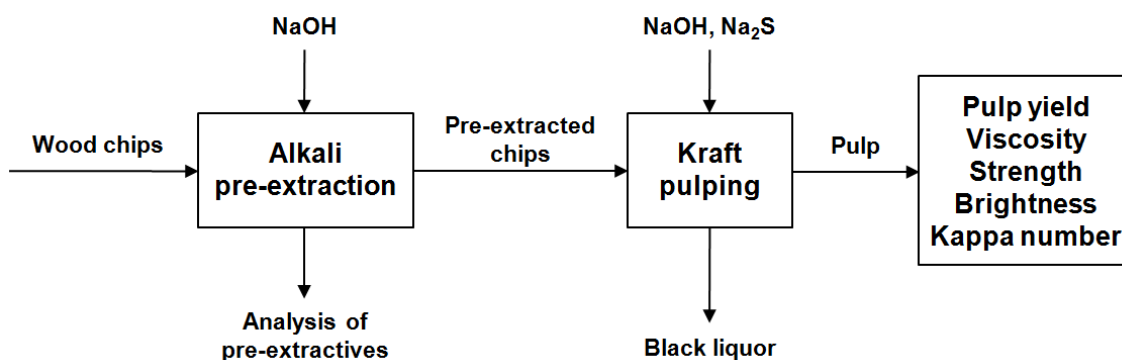 NaOH
NaOH, Na₂S
Wood chips
Alkali
pre-extraction
Pre-extracted
chips
Kraft
pulping
Pulp
Pulp yield
Viscosity
Strength
Brightness
Kappa number
Analysis of
pre-extractives
Black liquor